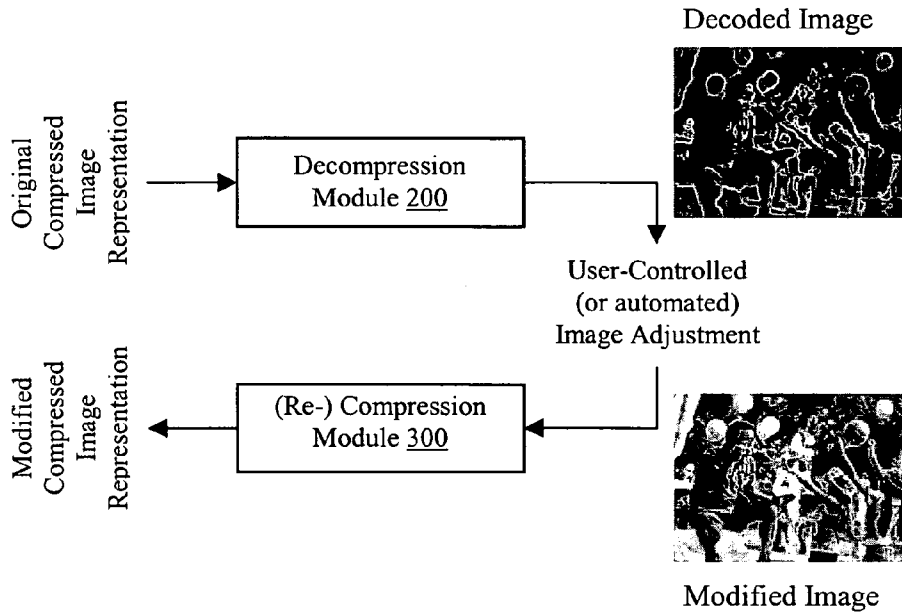 Decoded Image
Original
Compressed
Image
Representation
Decompression
Module 200
User-Controlled
(or automated)
Image Adjustment
Modified
Compressed
Image
Representation
(Re-) Compression
Module 300
Modified Image